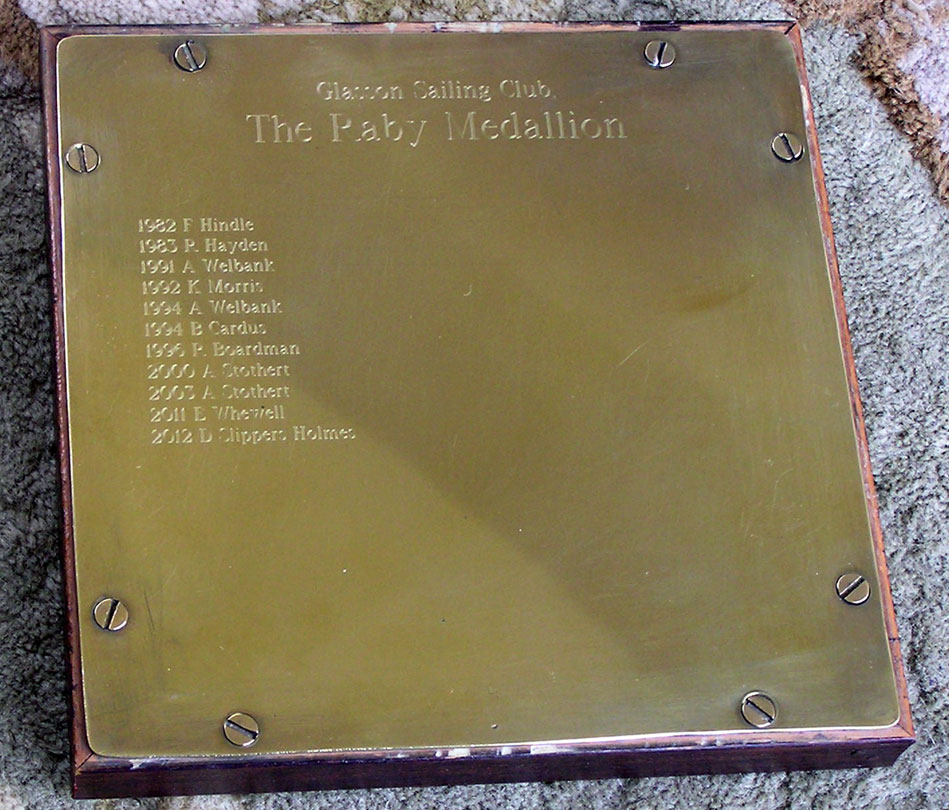 Glasson Sailing Club,
The Raby Medallion
1982 F Hindle
1983 R Hayden
1991 A Welbank
1992 K Morris
1994 A Welbank
1994 B Cardus
1996 R Boardman
2000 A Stothert
2003 A Stothert
2011 E Whewell
2012 D Slippers Holmes